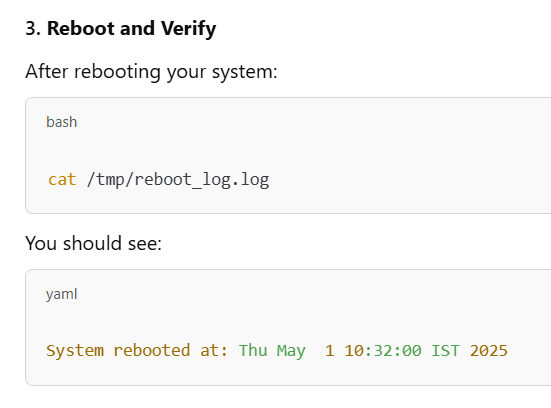 3. Reboot and Verify
After rebooting your system:
bash
cat /tmp/reboot_log.log
You should see:
yaml
System rebooted at: Thu May  1 10:32:00 IST 2025